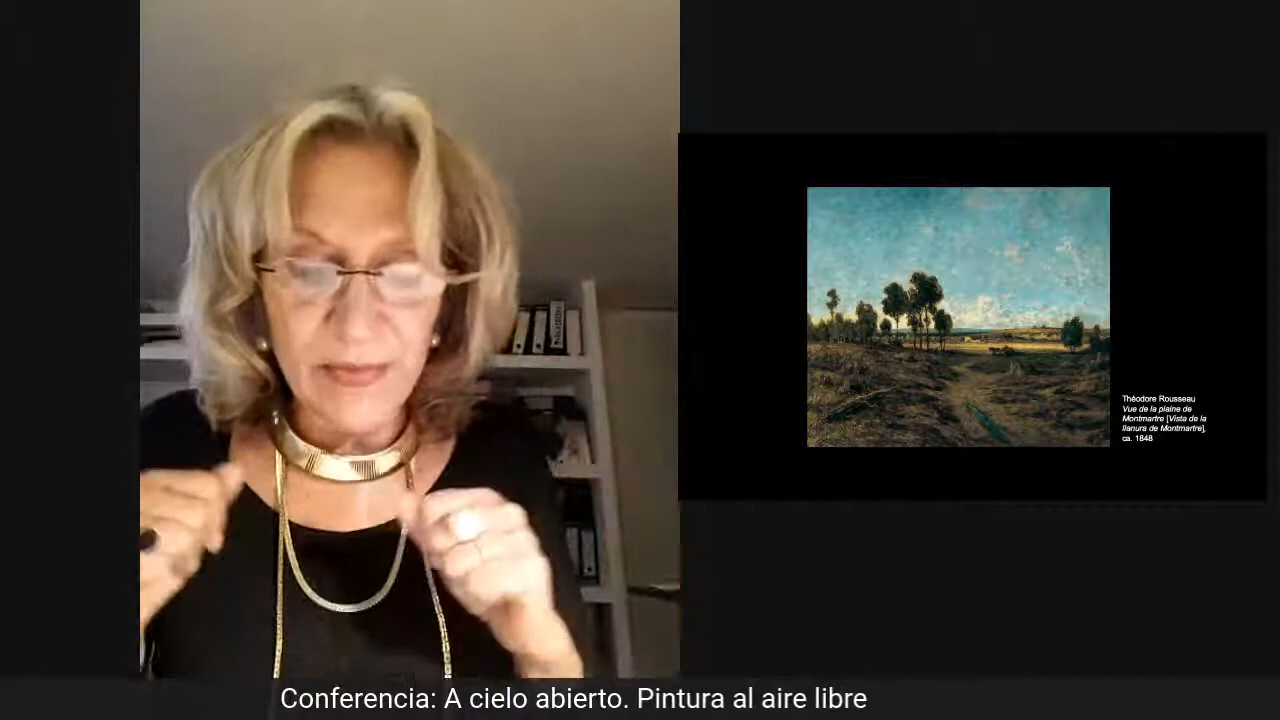 Théodore Rousseau
Vue de la plaine de
Montmartre [Vista de la
llanura de Montmartre],
ca. 1848
Conferencia: A cielo abierto. Pintura al aire libre